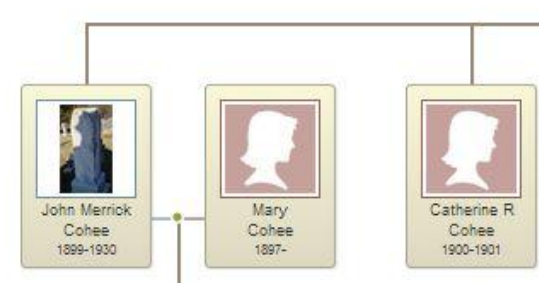 John Merrick
Cohee
1899-1930
Mary
Cohee
1897-
Catherine R
Cohee
1900-1901